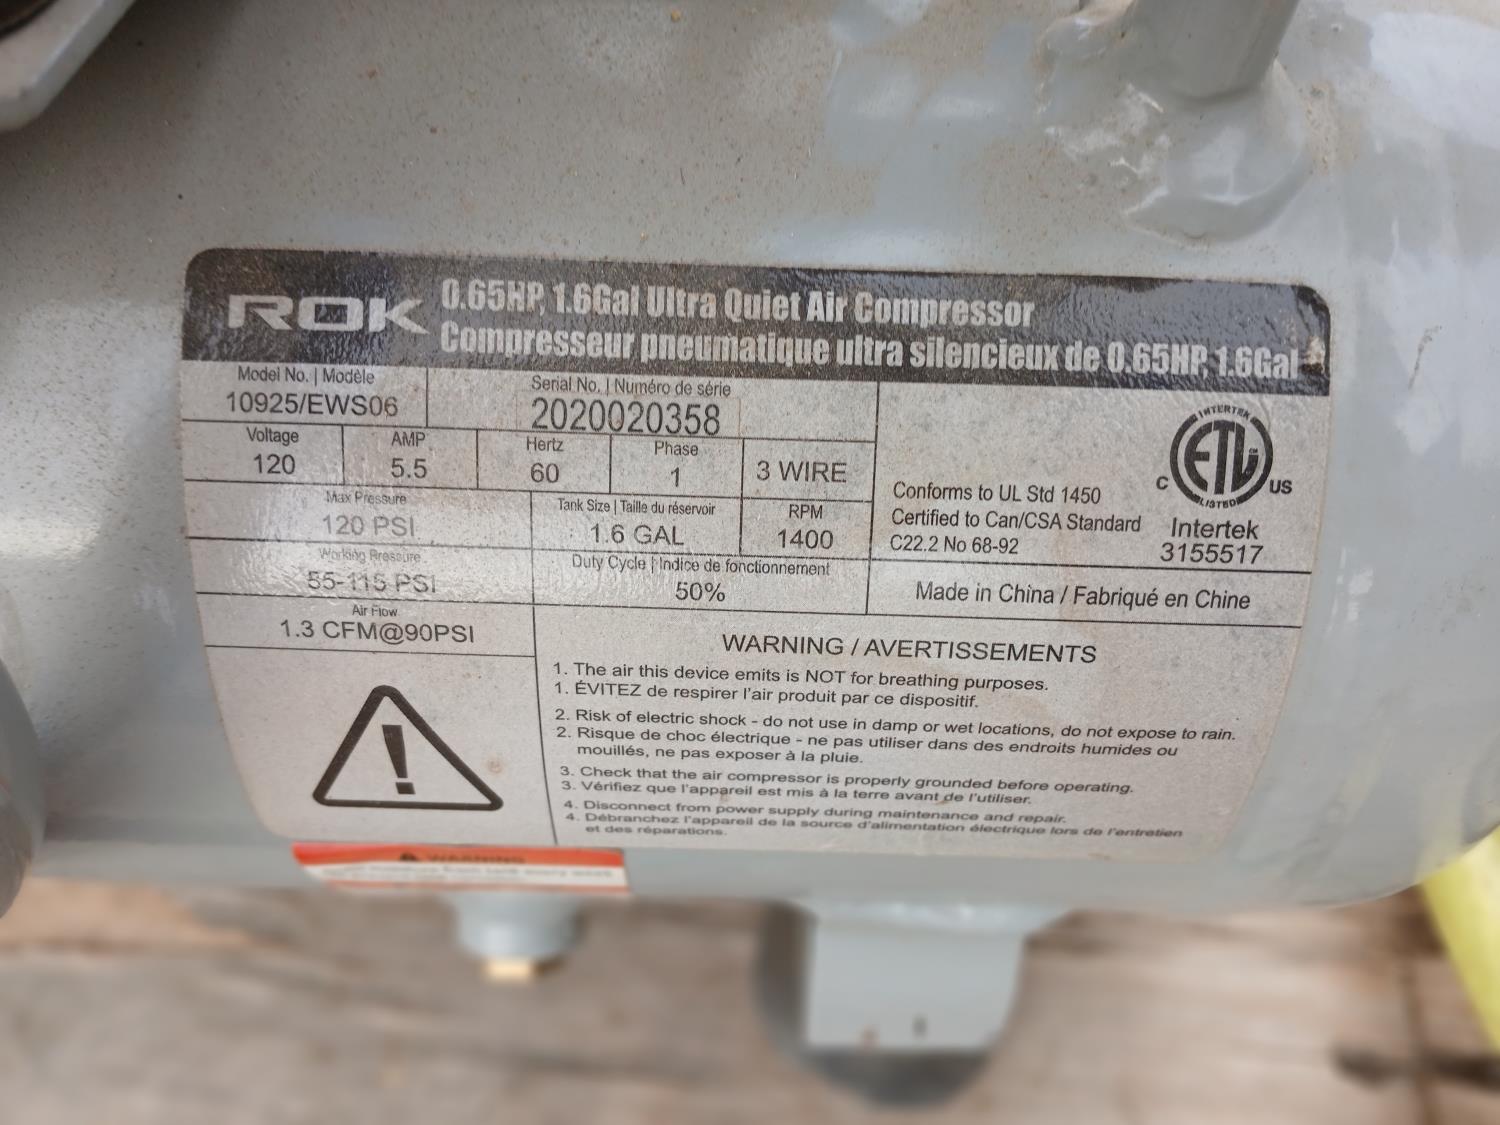 ROK
0.65HP, 1.6Gal Ultra Quiet Air Compressor
Compresseur pneumatique ultra silencieux de 0.65HP, 1.6Gal
Model No. | Modèle
10925/EWS06
Serial No. | Numéro de série
2020020358
Voltage
120
AMP
5.5
Hertz
60
Phase
1
3 WIRE
Max Pressure
120 PSI
Tank Size | Taille du réservoir
1.6 GAL
RPM
1400
Working Pressure
55-115 PSI
Duty Cycle | Indice de fonctionnement
50%
Air Flow
1.3 CFM@90PSI
Conforms to UL Std 1450
Certified to Can/CSA Standard
C22.2 No 68-92
INTERTEK
ETL
LISTED
C
US
Intertek
3155517
Made in China / Fabriqué en Chine
WARNING / AVERTISSEMENTS
1. The air this device emits is NOT for breathing purposes.
1. ÉVITEZ de respirer l'air produit par ce dispositif.
2. Risk of electric shock - do not use in damp or wet locations, do not expose to rain.
2. Risque de choc électrique - ne pas utiliser dans des endroits humides ou
mouillés, ne pas exposer à la pluie.
3. Check that the air compressor is properly grounded before operating.
3. Vérifiez que l'appareil est mis à la terre avant de l'utiliser.
4. Disconnect from power supply during maintenance and repair.
4. Débranchez l'appareil de la source d'alimentation électrique lors de l'entretien
et des réparations.
WARNING